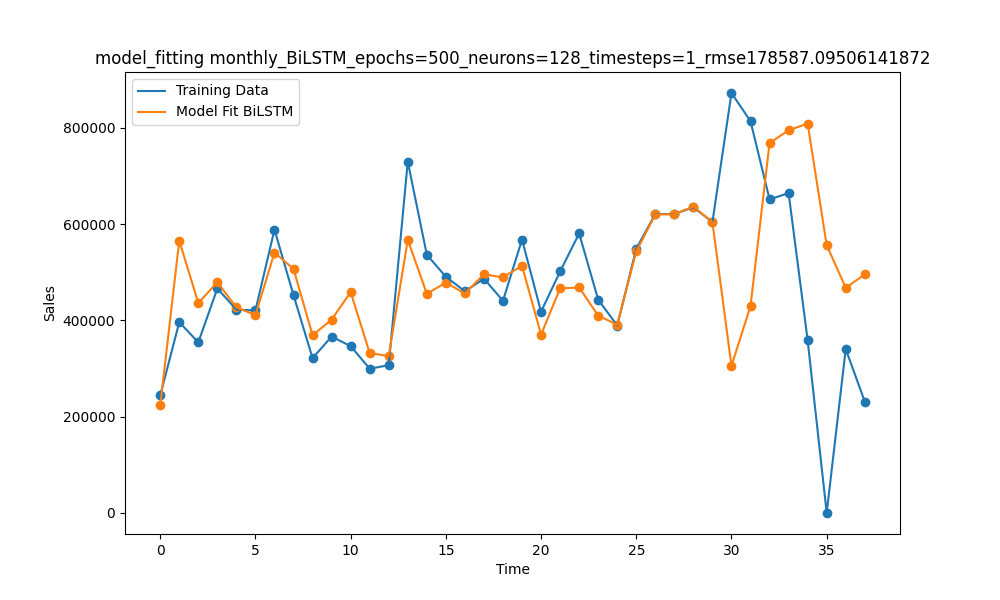 model_fitting monthly_BiLSTM_epochs=500_neurons=128_timesteps=1_rmse178587.09506141872
Training Data
Model Fit BiLSTM
800000
600000
400000
200000
0
Sales
0 5 10 15 20 25 30 35
Time